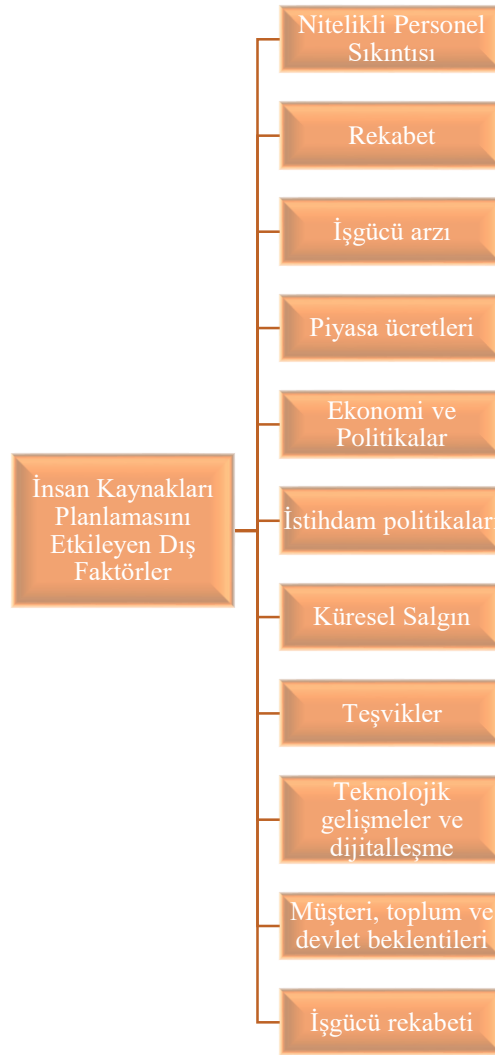 Nitelikli Personel
Sıkıntısı
Rekabet
İşgücü arzı
Piyasa ücretleri
Ekonomi ve
Politikalar
İnsan Kaynakları
Planlamasını
Etkileyen Dış
Faktörler
İstihdam politikaları
Küresel Salgın
Teşvikler
Teknolojik
gelişmeler ve
dijitalleşme
Müşteri, toplum ve
devlet beklentileri
İşgücü rekabeti